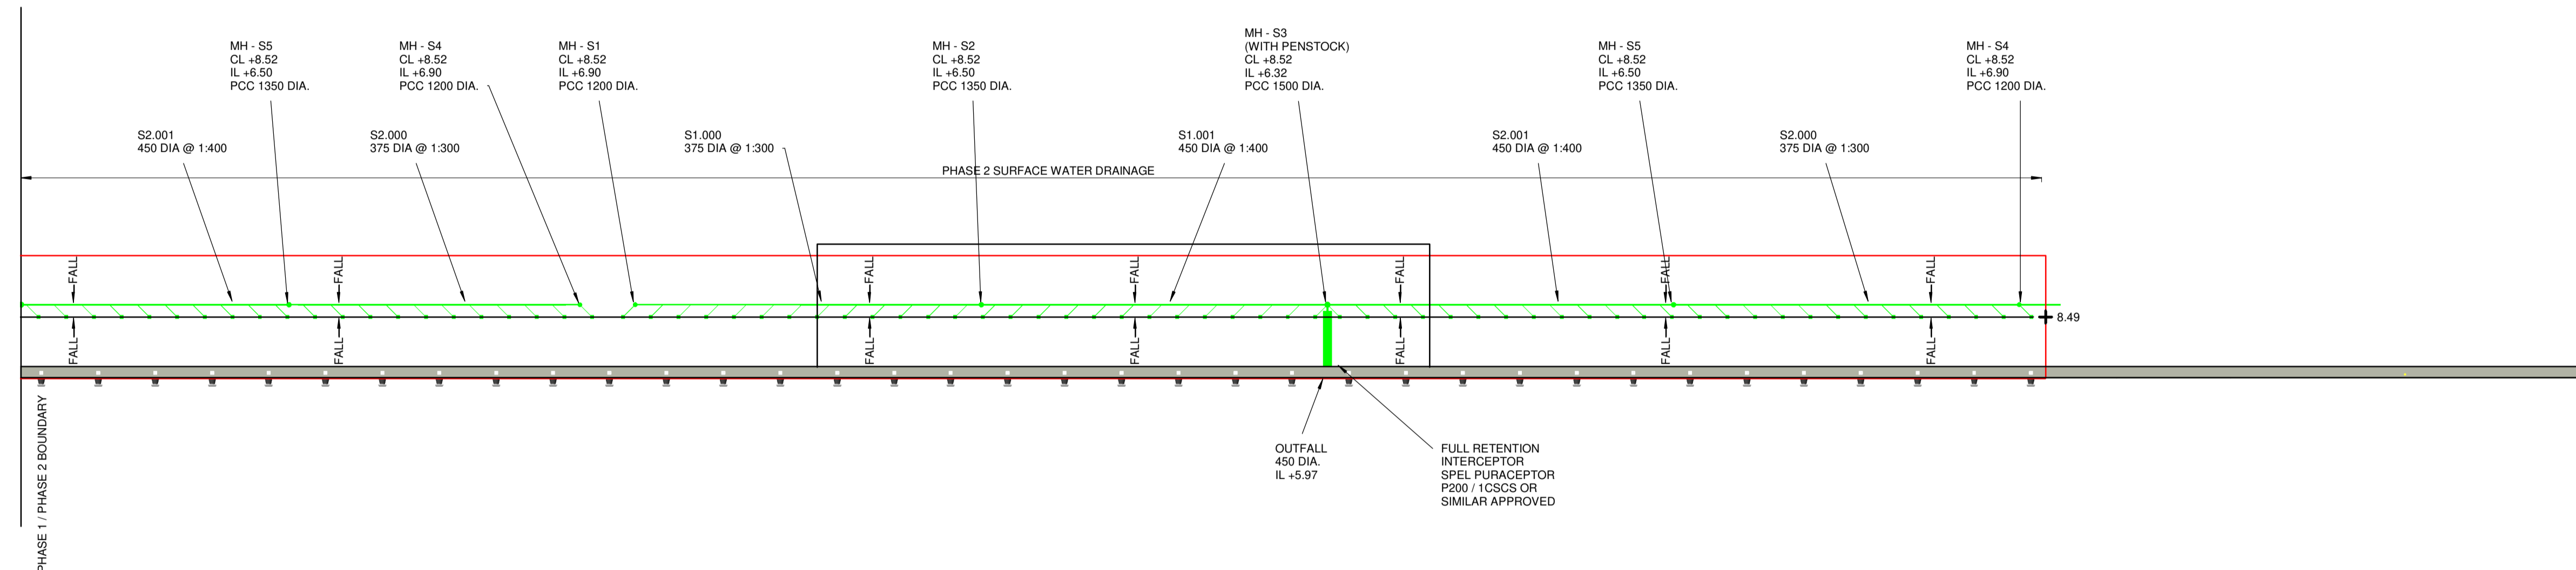 MH - S5
CL +8.52
IL +6.50
PCC 1350 DIA.
MH - S4
CL +8.52
IL +6.90
PCC 1200 DIA.
MH - S1
CL +8.52
IL +6.90
PCC 1200 DIA.
MH - S2
CL +8.52
IL +6.50
PCC 1350 DIA.
MH - S3
(WITH PENSTOCK)
CL +8.52
IL +6.32
PCC 1500 DIA.
MH - S5
CL +8.52
IL +6.50
PCC 1350 DIA.
MH - S4
CL +8.52
IL +6.90
PCC 1200 DIA.
S2.001
450 DIA @ 1:400
S2.000
375 DIA @ 1:300
S1.000
375 DIA @ 1:300
S1.001
450 DIA @ 1:400
S2.001
450 DIA @ 1:400
S2.000
375 DIA @ 1:300
PHASE 2 SURFACE WATER DRAINAGE
FALL
FALL
FALL
FALL
FALL
FALL
FALL
8.49
FALL
FALL
FALL
FALL
FALL
FALL
FALL
PHASE 1 / PHASE 2 BOUNDARY
OUTFALL
450 DIA.
IL +5.97
FULL RETENTION
INTERCEPTOR
SPEL PURACEPTOR
P200 / 1CSCS OR
SIMILAR APPROVED